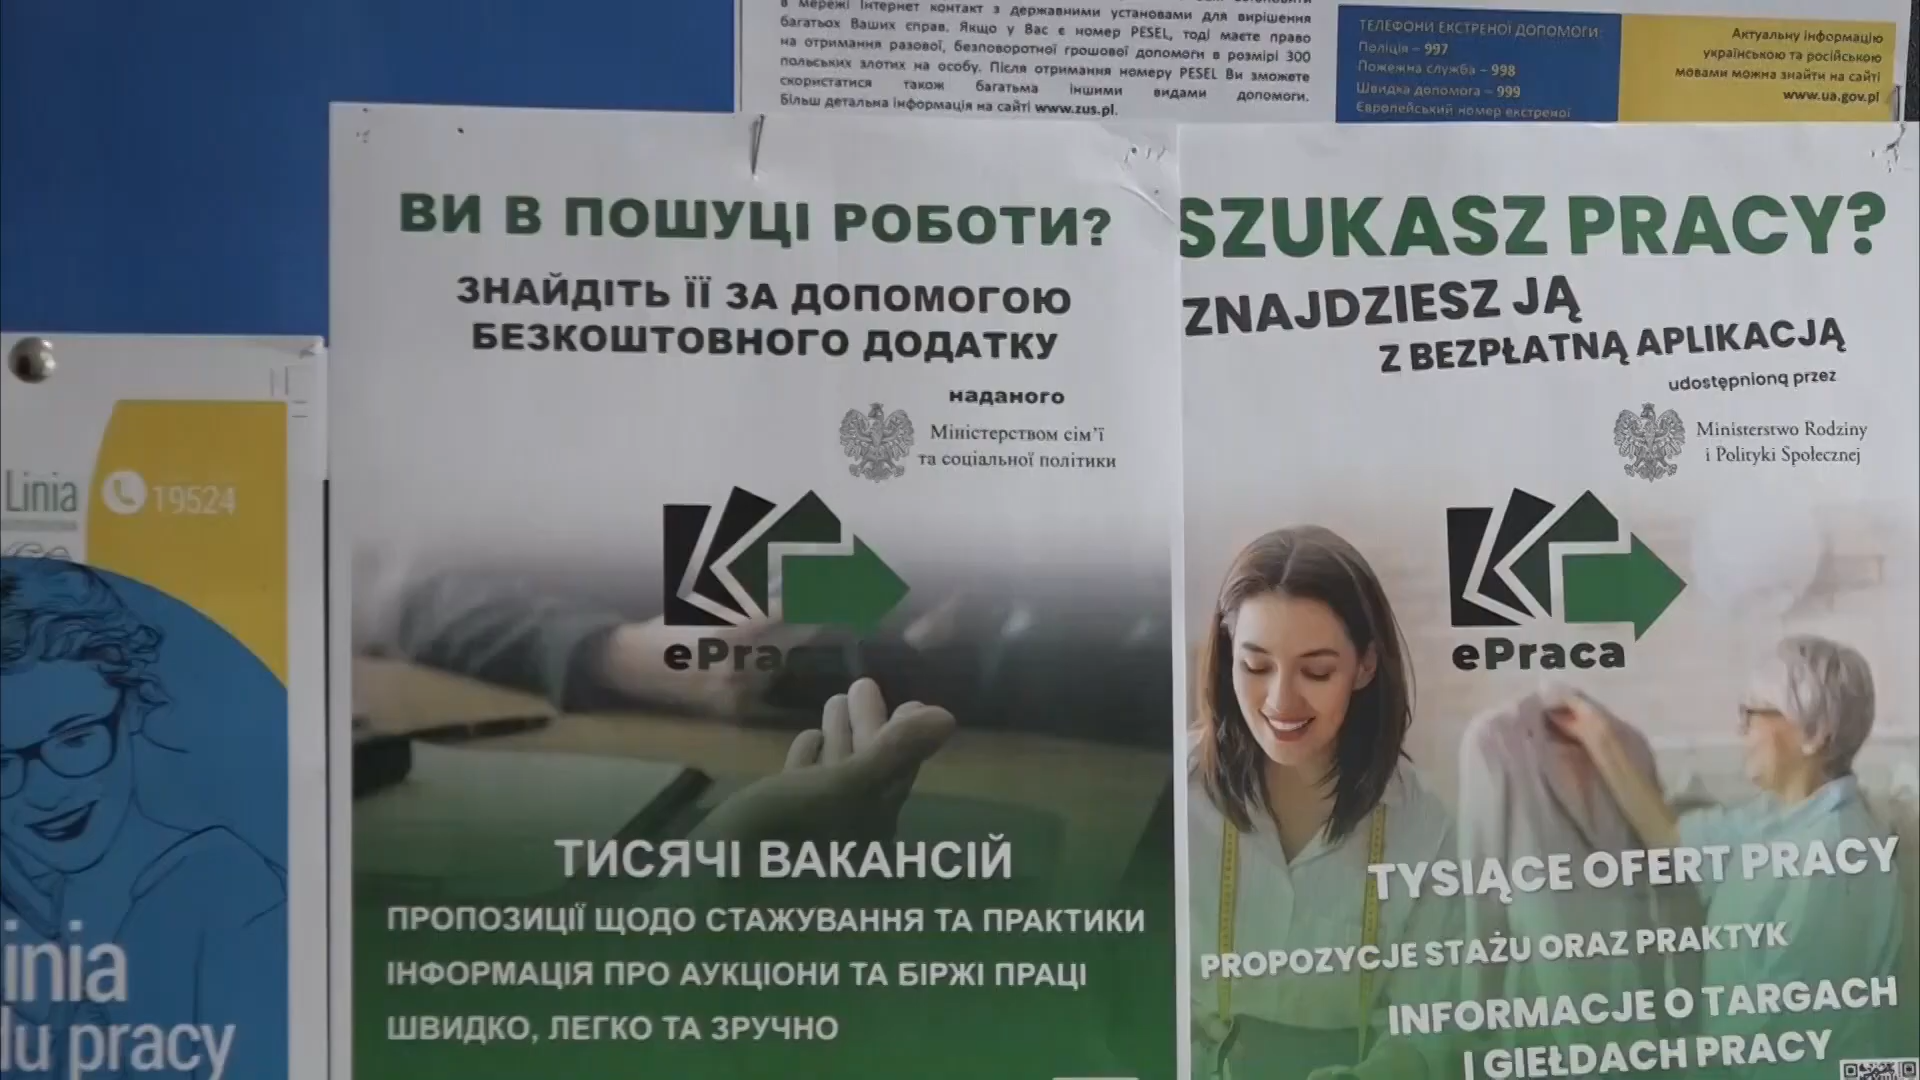 в мережі Інтернет контакт з державними установами для вирішення
багатьох Ваших справ. Якщо у Вас є номер PESEL, тоді маєте право
на отримання разової, безповоротної грошової допомоги в розмірі 300
польських злотих на особу. Після отримання номеру PESEL Ви зможете
скористатися також багатьма іншими видами допомоги.
Більш детальна інформація на сайті www.zus.pl.
ТЕЛЕФОНИ ЕКСТРЕНОЇ ДОПОМОГИ:
Поліція – 997
Пожежна служба – 998
Швидка допомога – 999
Європейський номер екстреної
Актуальну інформацію
українською та російською
мовами можна знайти на сайті
www.ua.gov.pl
Linia
19524
inia
du pracy
ВИ В ПОШУЦІ РОБОТИ?
ЗНАЙДІТЬ ЇЇ ЗА ДОПОМОГОЮ
БЕЗКОШТОВНОГО ДОДАТКУ
наданого
Міністерством сім'ї
та соціальної політики
ePraca
ТИСЯЧІ ВАКАНСІЙ
ПРОПОЗИЦІЇ ЩОДО СТАЖУВАННЯ ТА ПРАКТИКИ
ІНФОРМАЦІЯ ПРО АУКЦІОНИ ТА БІРЖІ ПРАЦІ
ШВИДКО, ЛЕГКО ТА ЗРУЧНО
SZUKASZ PRACY?
ZNAJDZIESZ JĄ
Z BEZPŁATNĄ APLIKACJĄ
udostępnioną przez
Ministerstwo Rodziny
i Polityki Społecznej
ePraca
TYSIĄCE OFERT PRACY
PROPOZYCJE STAŻU ORAZ PRAKTYK
INFORMACJE O TARGACH
I GIEŁDACH PRACY